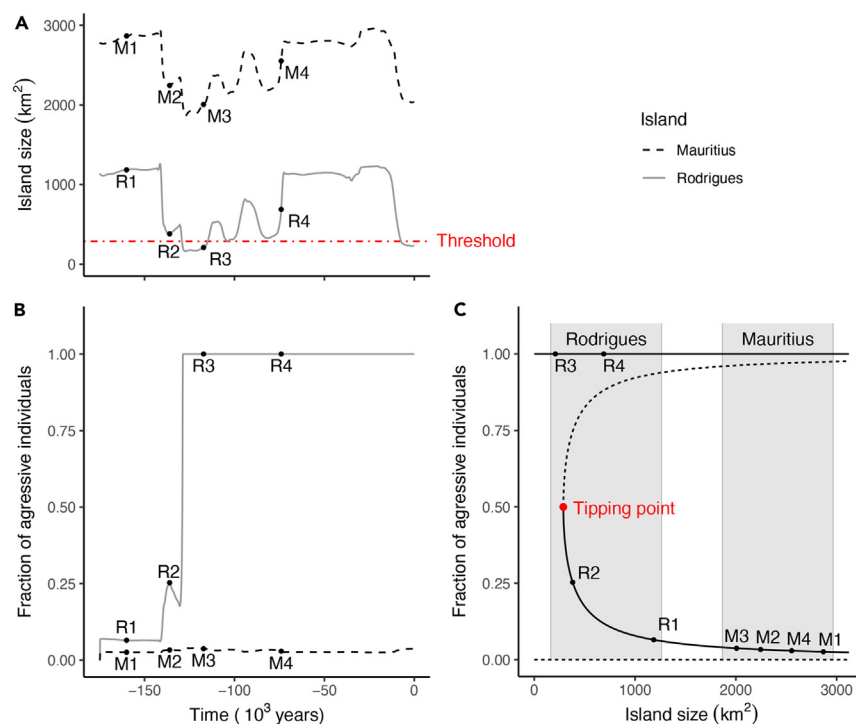 A
Island size (km²)
3000
2000
1000
0
M1
M2
M3
M4
R1
R2
R3
R4
Threshold
Island
Mauritius
Rodrigues
B
Fraction of agressive individuals
1.00
0.75
0.50
0.25
0.00
R3
R4
R2
R1
M1
M2
M3
M4
−150
−100
−50
0
Time ( 10³ years)
C
Fraction of agressive individuals
1.00
0.75
0.50
0.25
0.00
Rodrigues
Mauritius
R3
R4
Tipping point
R2
R1
M3
M2
M4
M1
0
1000
2000
3000
Island size (km²)